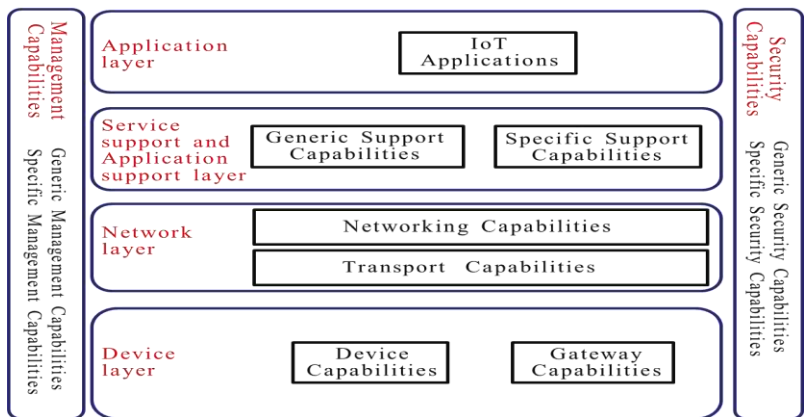 Management
Capabilities
Generic Management Capabilities
Specific Management Capabilities
Application
layer
IoT
Applications
Service
support and
Application
support layer
Generic Support
Capabilities
Specific Support
Capabilities
Network
layer
Networking Capabilities
Transport Capabilities
Device
layer
Device
Capabilities
Gateway
Capabilities
Security
Capabilities
Generic Security Capabilities
Specific Security Capabilities